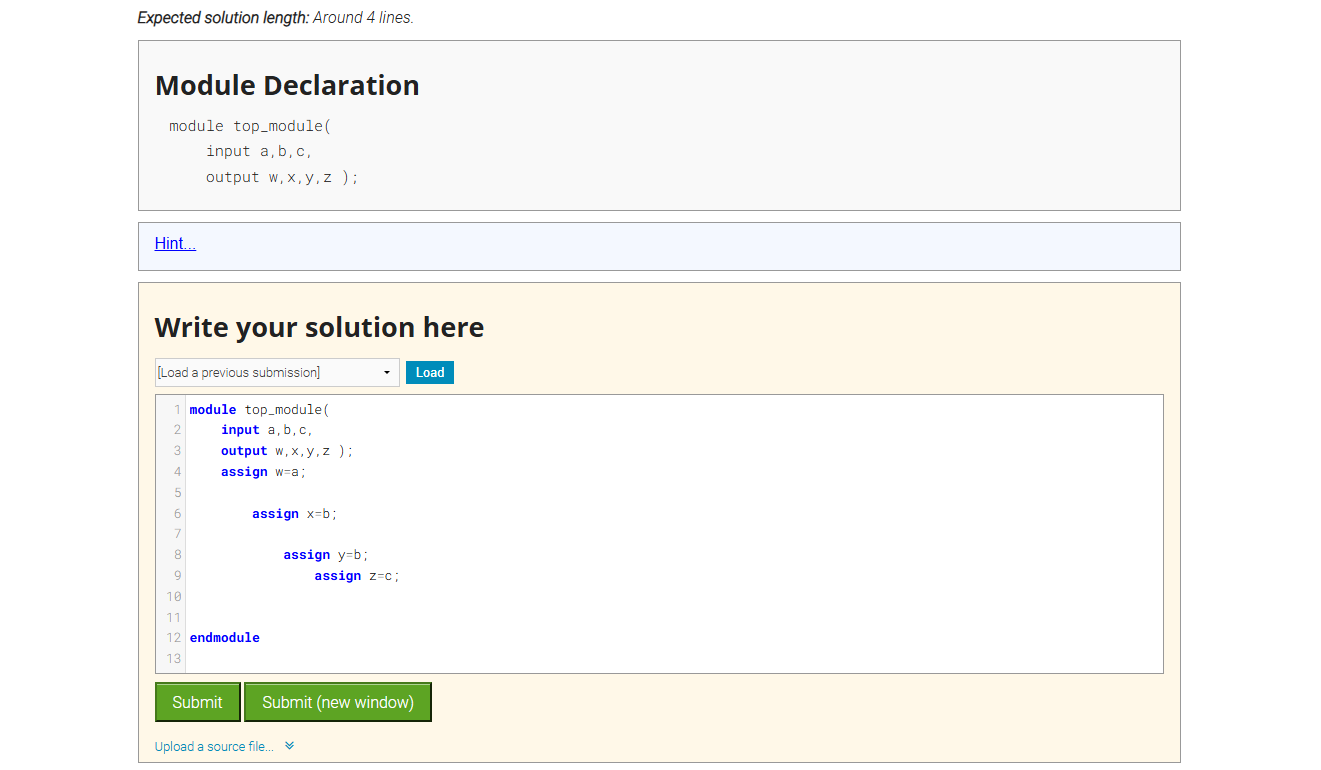 Expected solution length: Around 4 lines.
Module Declaration
module top_module(
    input a,b,c,
    output w,x,y,z );
Hint...
Write your solution here
[Load a previous submission] Load
1 module top_module(
2     input a,b,c,
3     output w,x,y,z );
4     assign w=a;
5
6         assign x=b;
7
8             assign y=b;
9                 assign z=c;
10
11
12 endmodule
13
Submit Submit (new window)
Upload a source file...